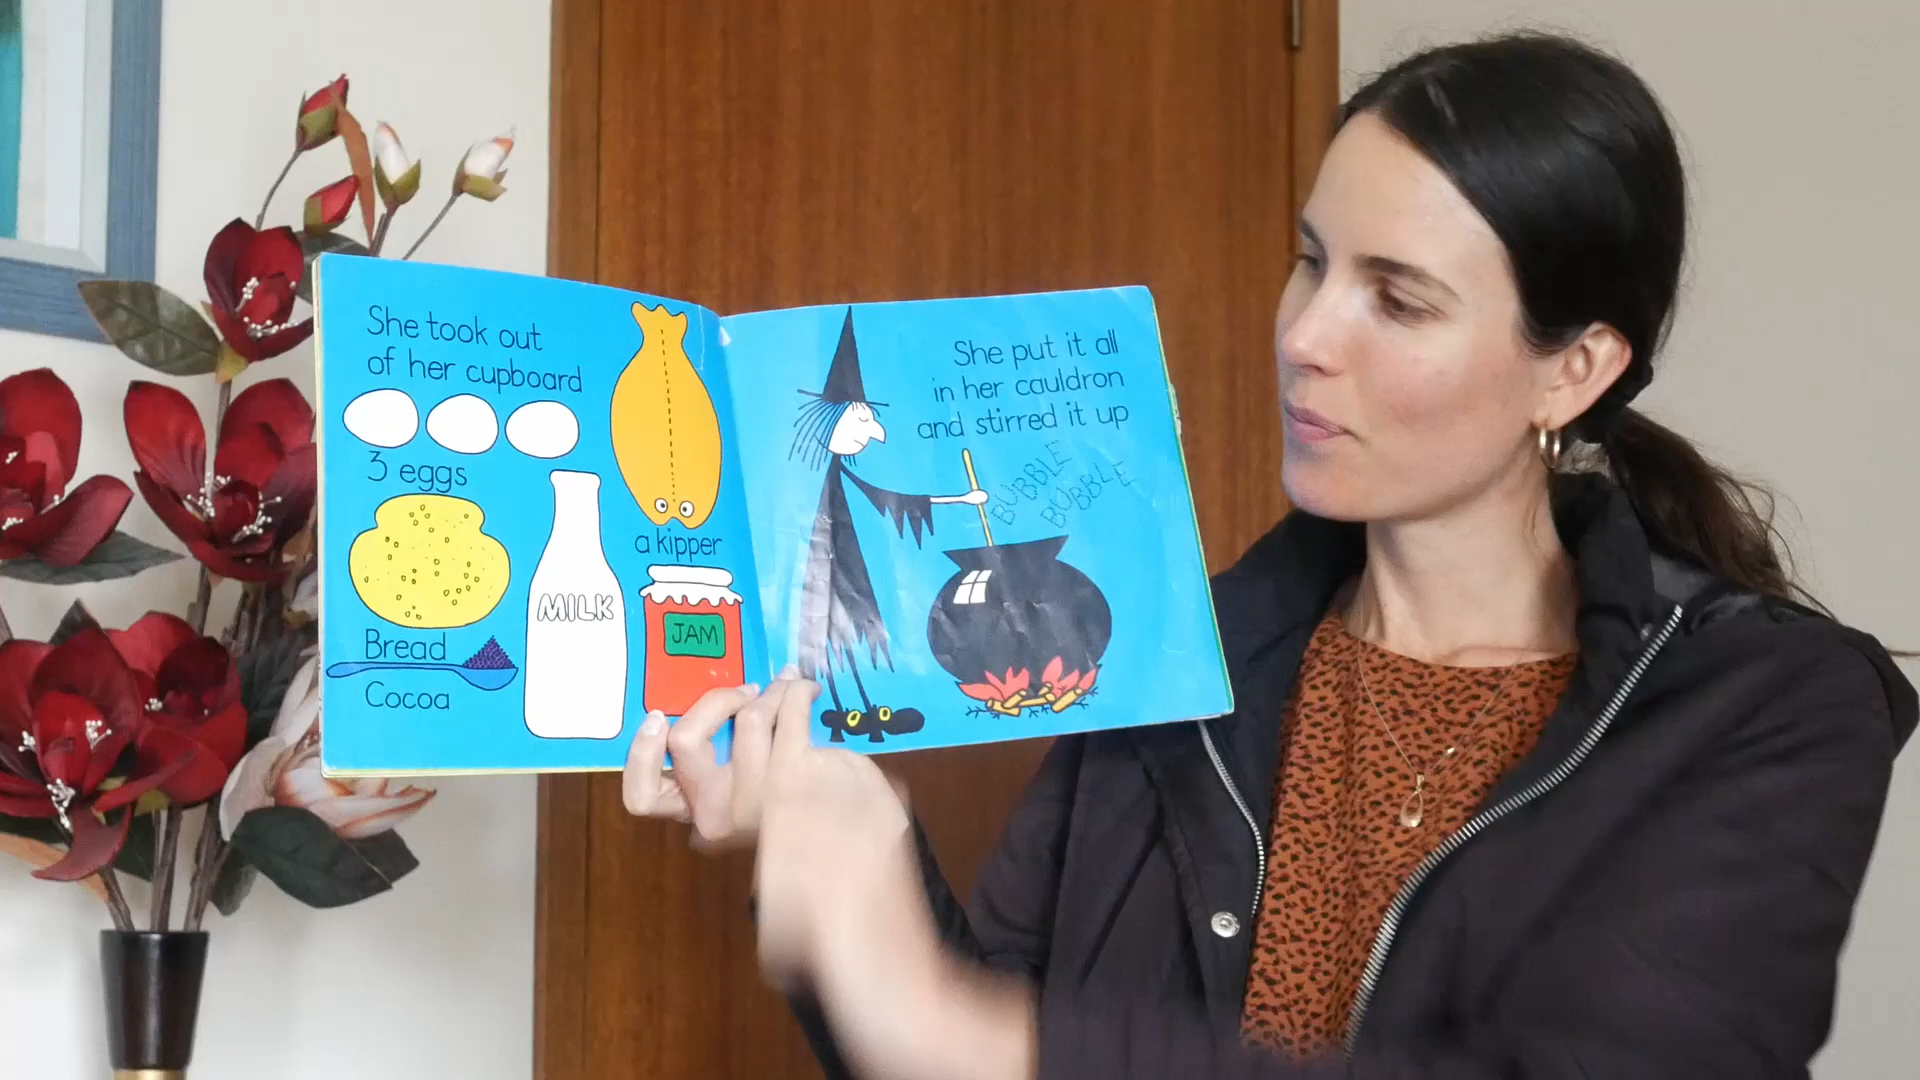 She took out
of her cupboard
3 eggs
a kipper
Bread
MILK
JAM
Cocoa
She put it all
in her cauldron
and stirred it up
BUBBLE
BUBBLE